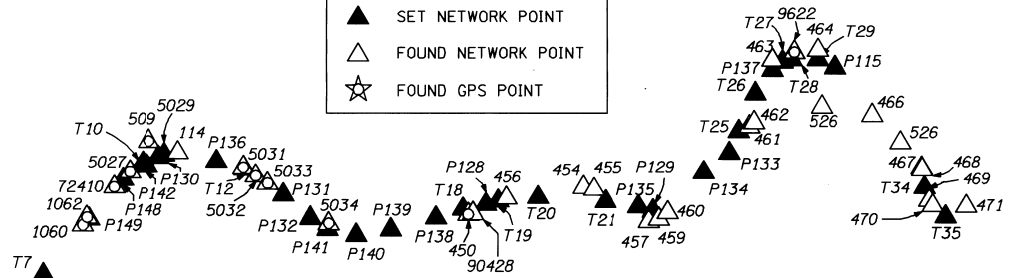 SET NETWORK POINT
FOUND NETWORK POINT
FOUND GPS POINT
T27
9622
464
T29
463
P137
T28
P115
T26
526
466
T25
462
461
P133
P134
526
467
468
T34
469
470
T35
471
509
5029
T10
114
P136
5027
P130
P142
72410
P148
1062
P149
1060
T7
5031
5033
T12
5032
P131
P132
5034
P141
P140
P139
P138
T18
P128
456
T19
450
90428
T20
454
455
T21
P135
P129
460
457
459